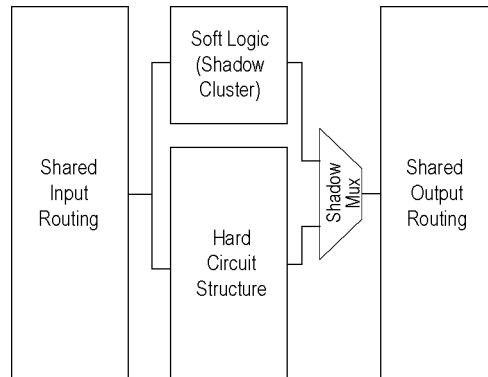 Soft Logic
(Shadow
Cluster)
Shared
Input
Routing
Hard
Circuit
Structure
Shadow
Mux
Shared
Output
Routing